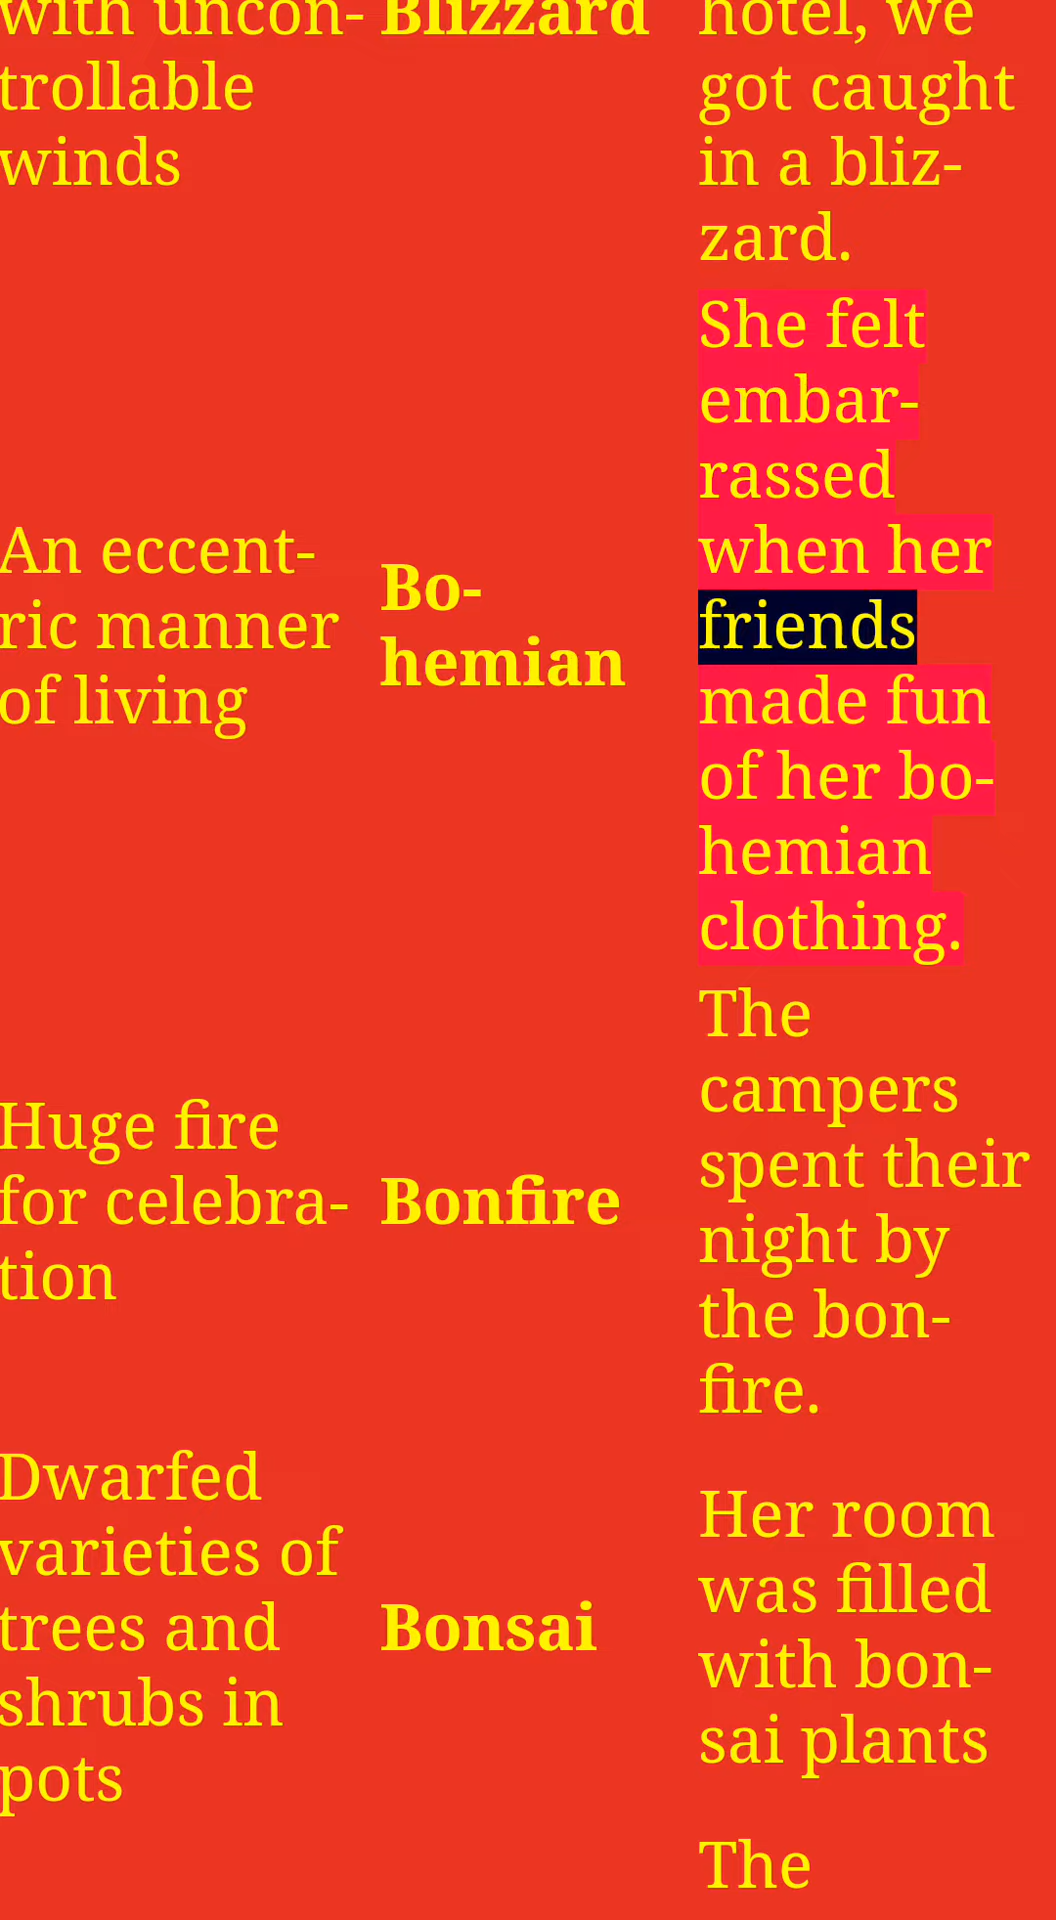 with uncon-
trollable
winds
Blizzard
hotel, we
got caught
in a bliz-
zard.
An eccent-
ric manner
of living
Bo-
hemian
She felt
embar-
rassed
when her
friends
made fun
of her bo-
hemian
clothing.
Huge fire
for celebra-
tion
Bonfire
The
campers
spent their
night by
the bon-
fire.
Dwarfed
varieties of
trees and
shrubs in
pots
Bonsai
Her room
was filled
with bon-
sai plants
The